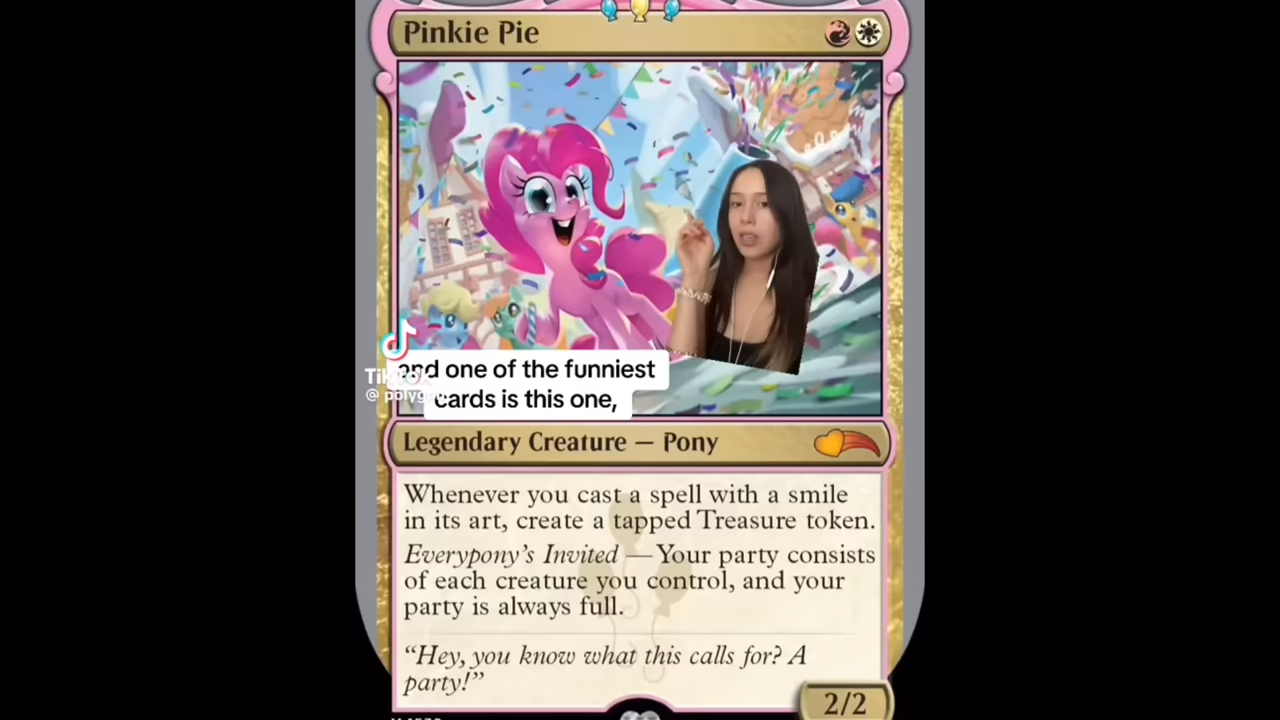 Pinkie Pie
and one of the funniest
cards is this one,
TikTok
Legendary Creature — Pony
Whenever you cast a spell with a smile
in its art, create a tapped Treasure token.
Everypony’s Invited —Your party consists
of each creature you control, and your
party is always full.
“Hey, you know what this calls for? A
party!”
2/2